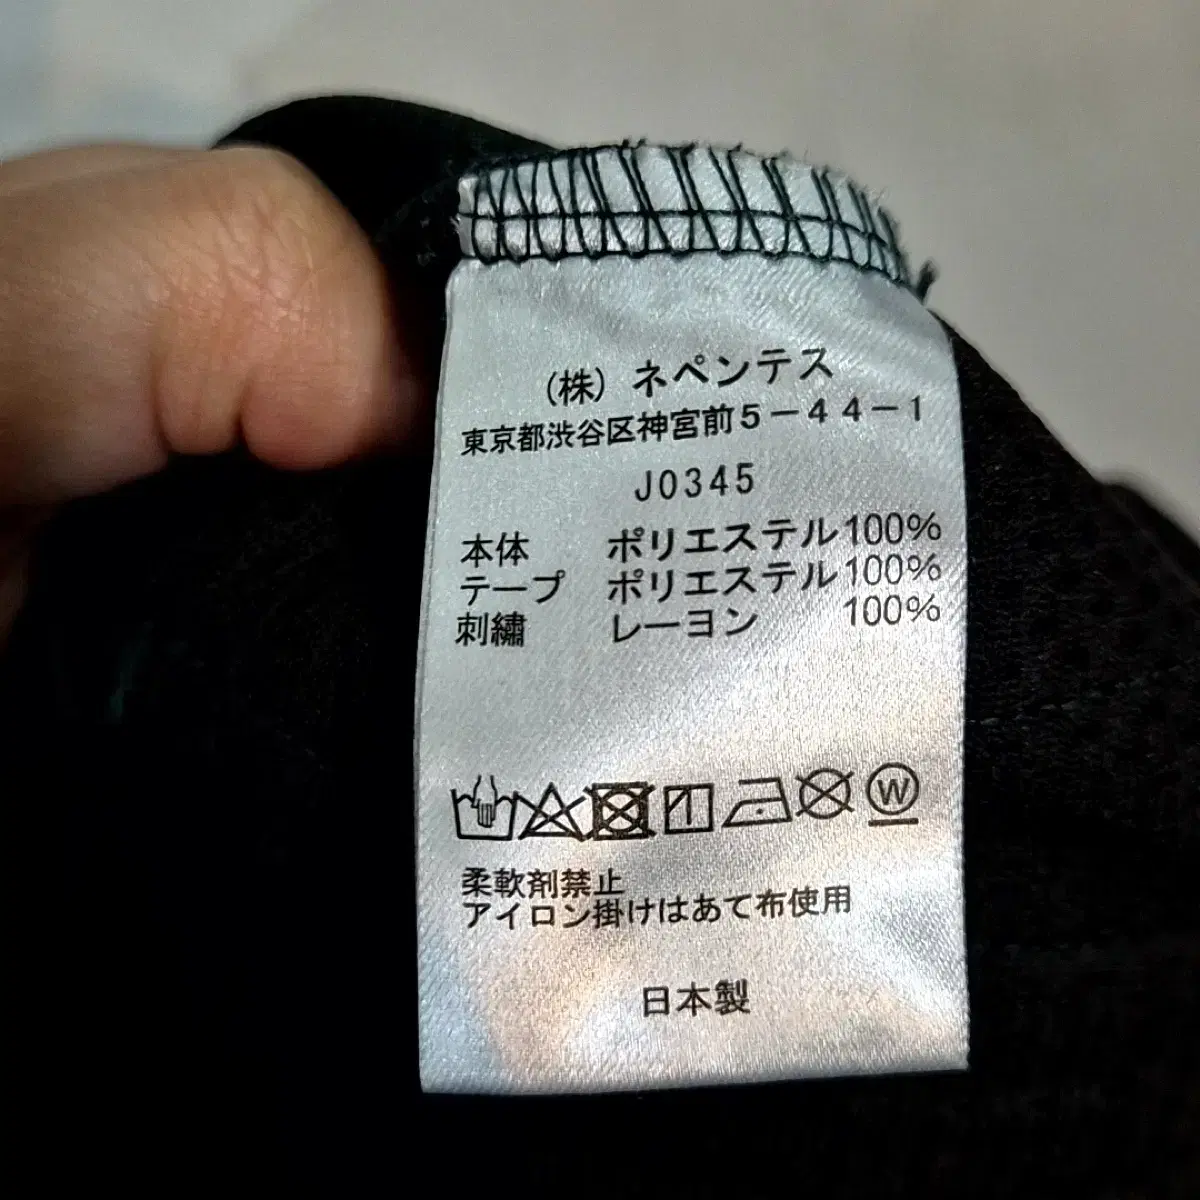 (株) ネペンテス
東京都渋谷区神宮前5-44-1
J0345
本体 ポリエステル100%
テープ ポリエステル100%
刺繡 レーヨン 100%
W
柔軟剤禁止
アイロン掛けはあて布使用
日本製